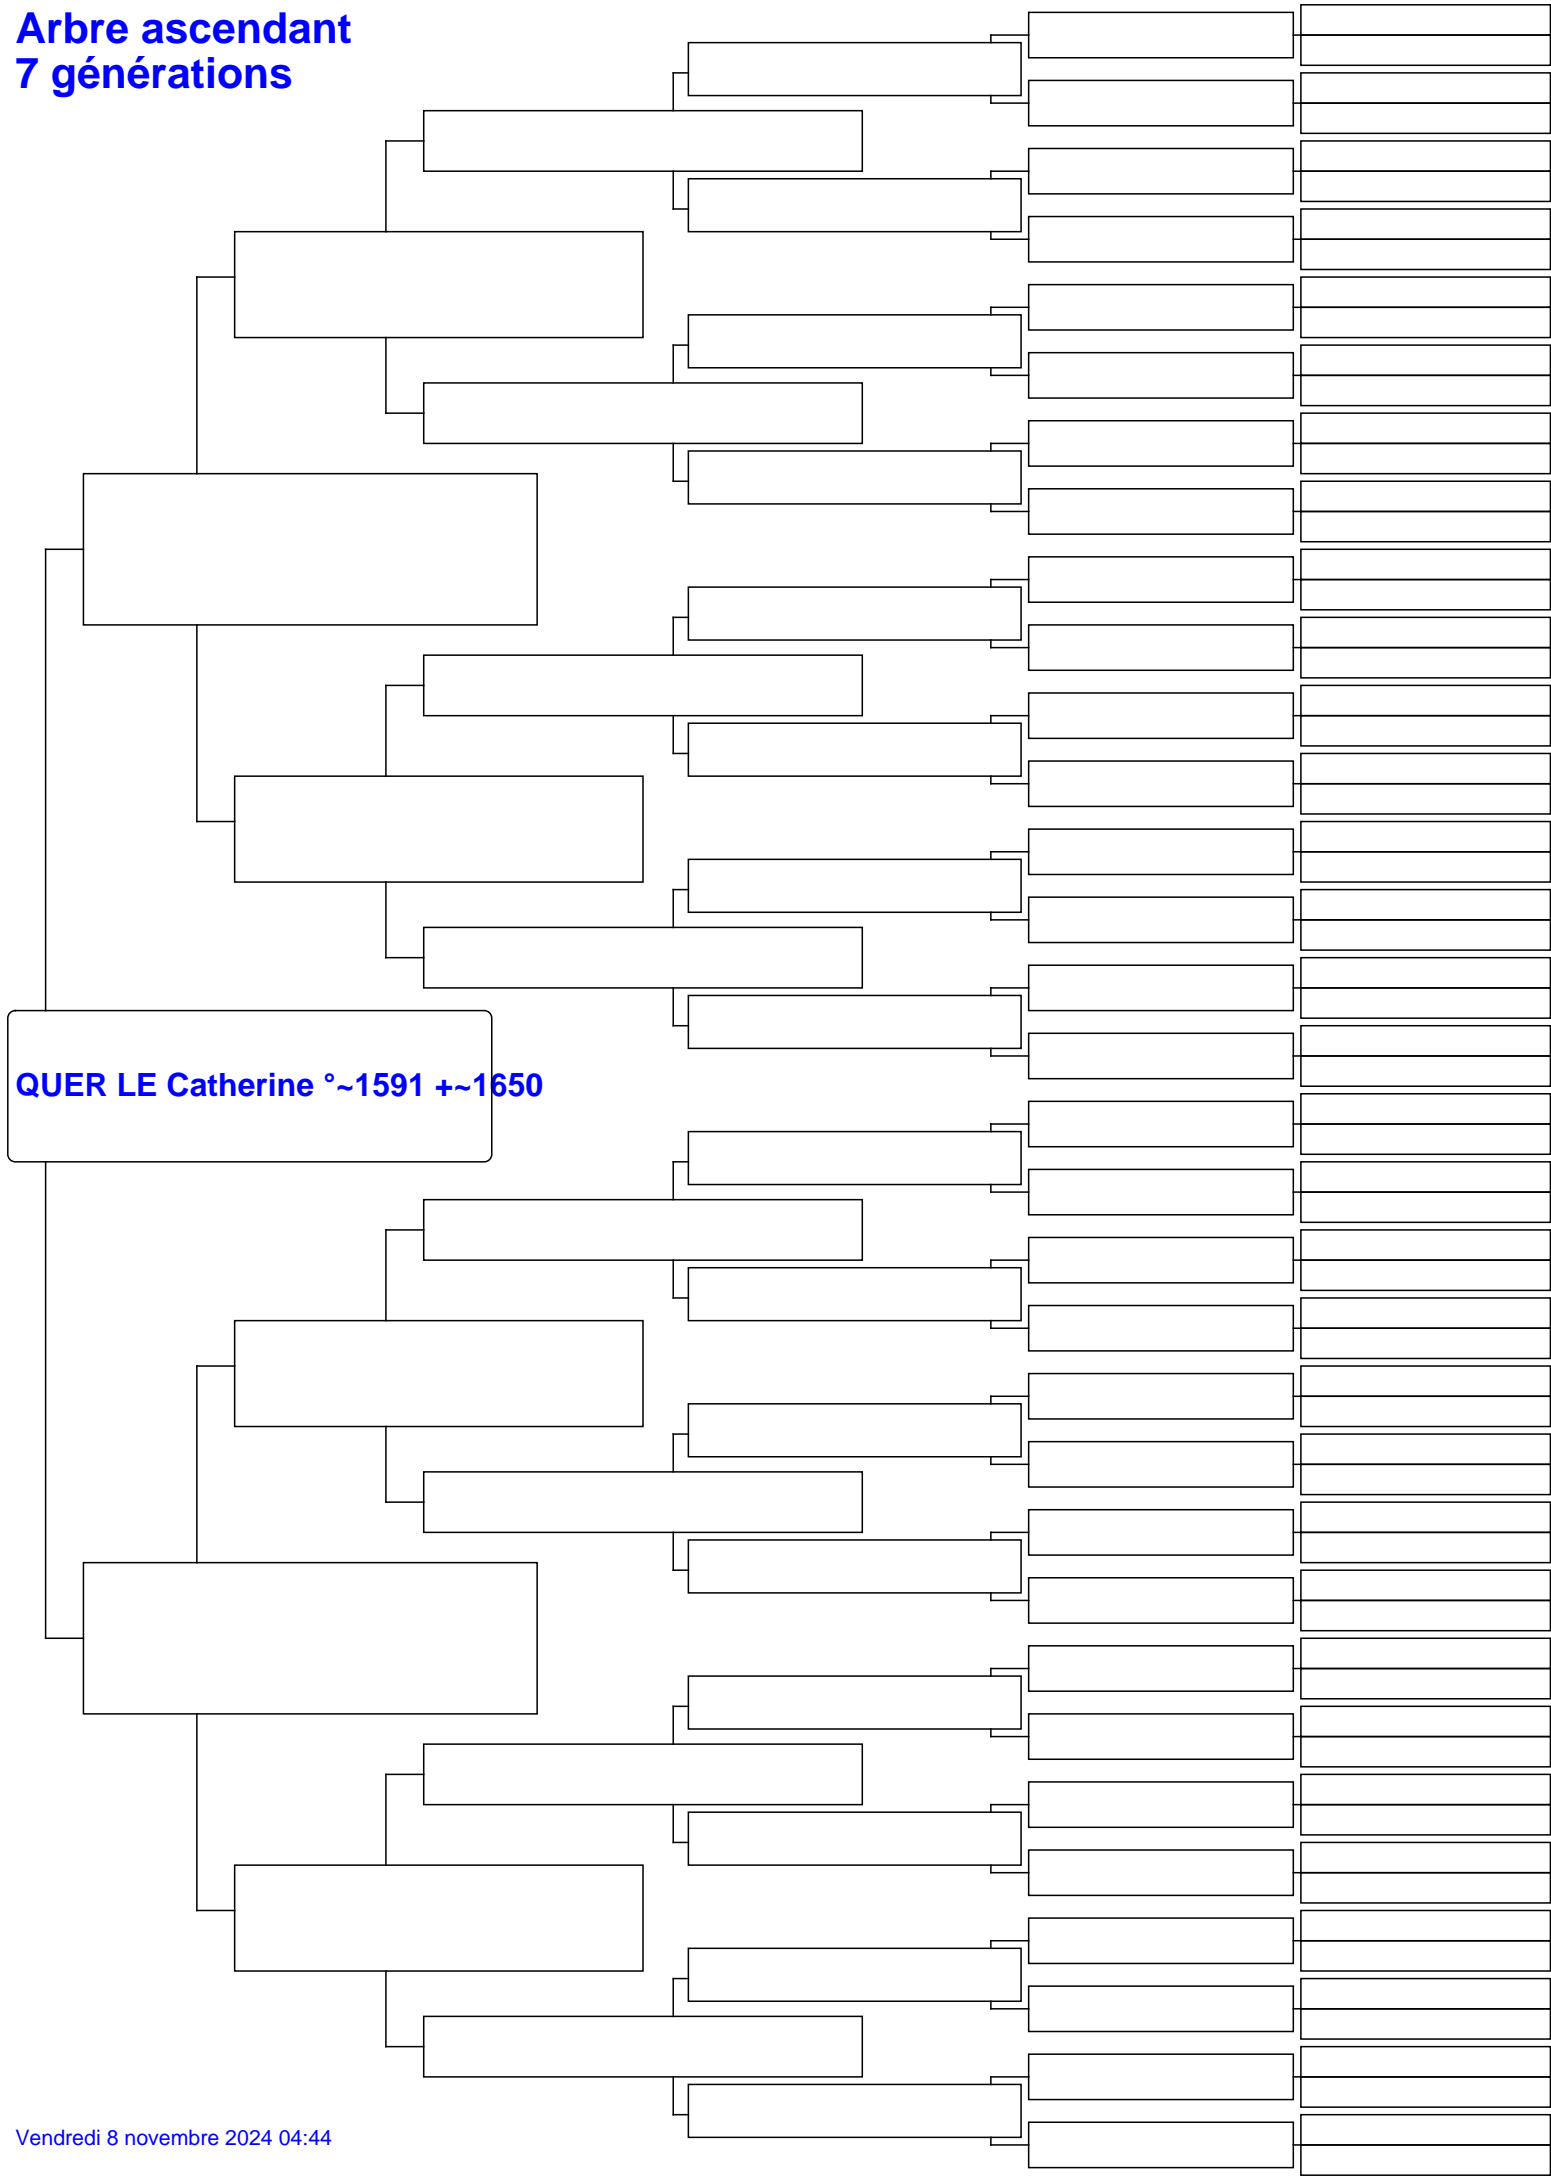 Arbre ascendant
7 générations
QUER LE Catherine °~1591 +~1650
Vendredi 8 novembre 2024 04:44